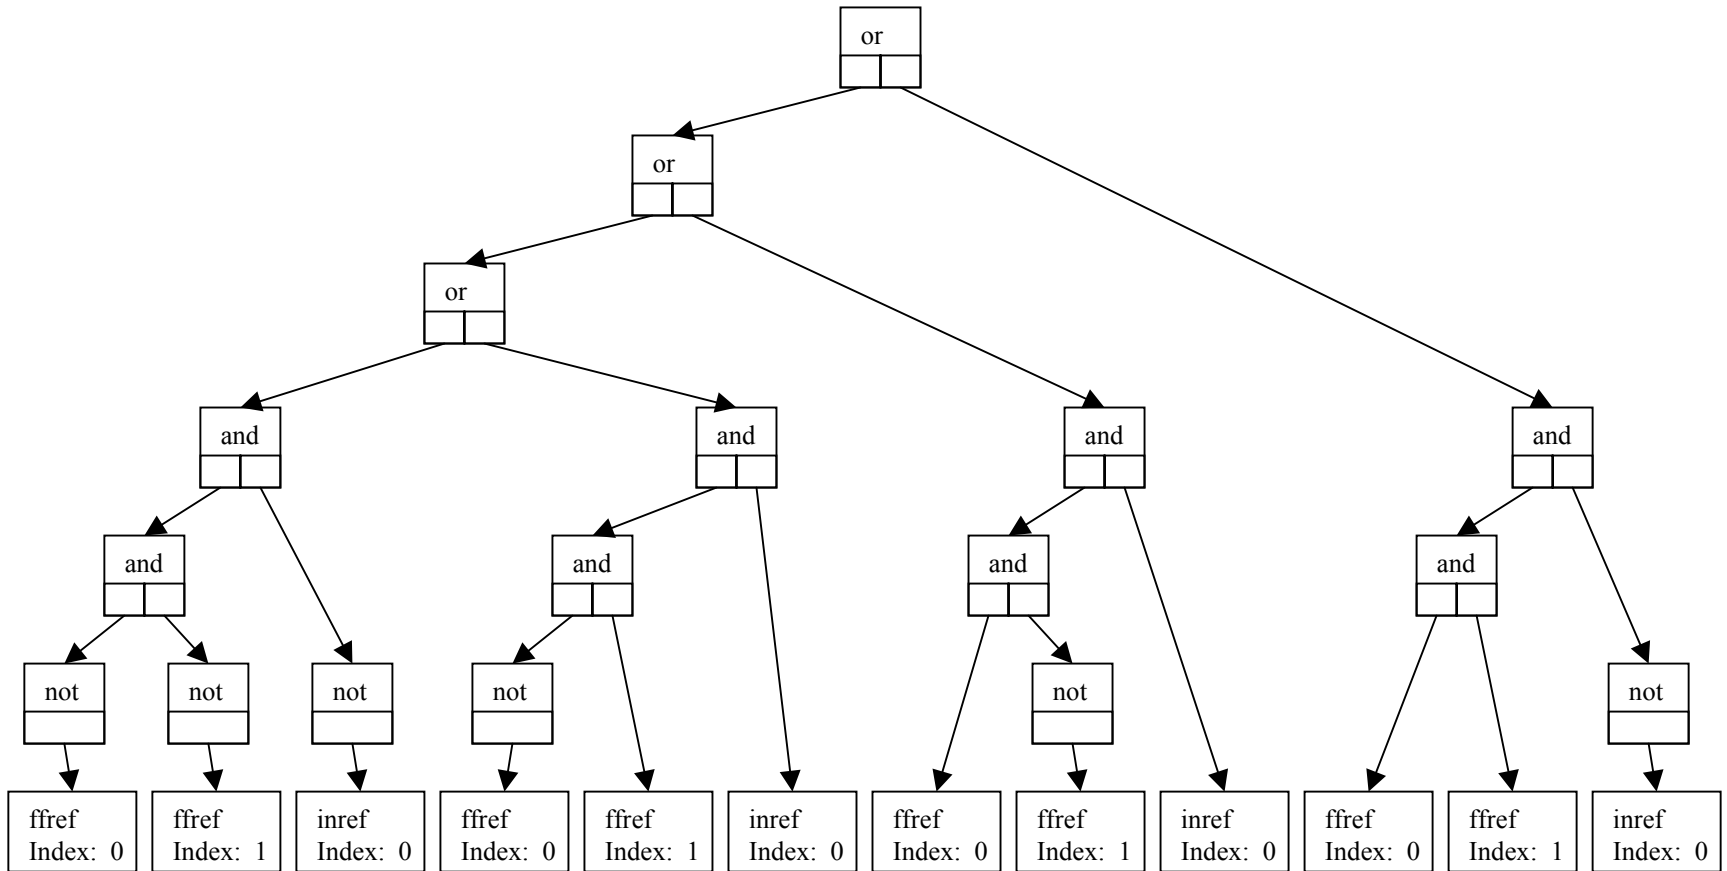 or
or
or
and and and and
and and and and
not not not not not not
ffref ffref inref ffref ffref inref ffref ffref inref ffref ffref inref
Index: 0 Index: 1 Index: 0 Index: 0 Index: 1 Index: 0 Index: 0 Index: 1 Index: 0 Index: 0 Index: 1 Index: 0